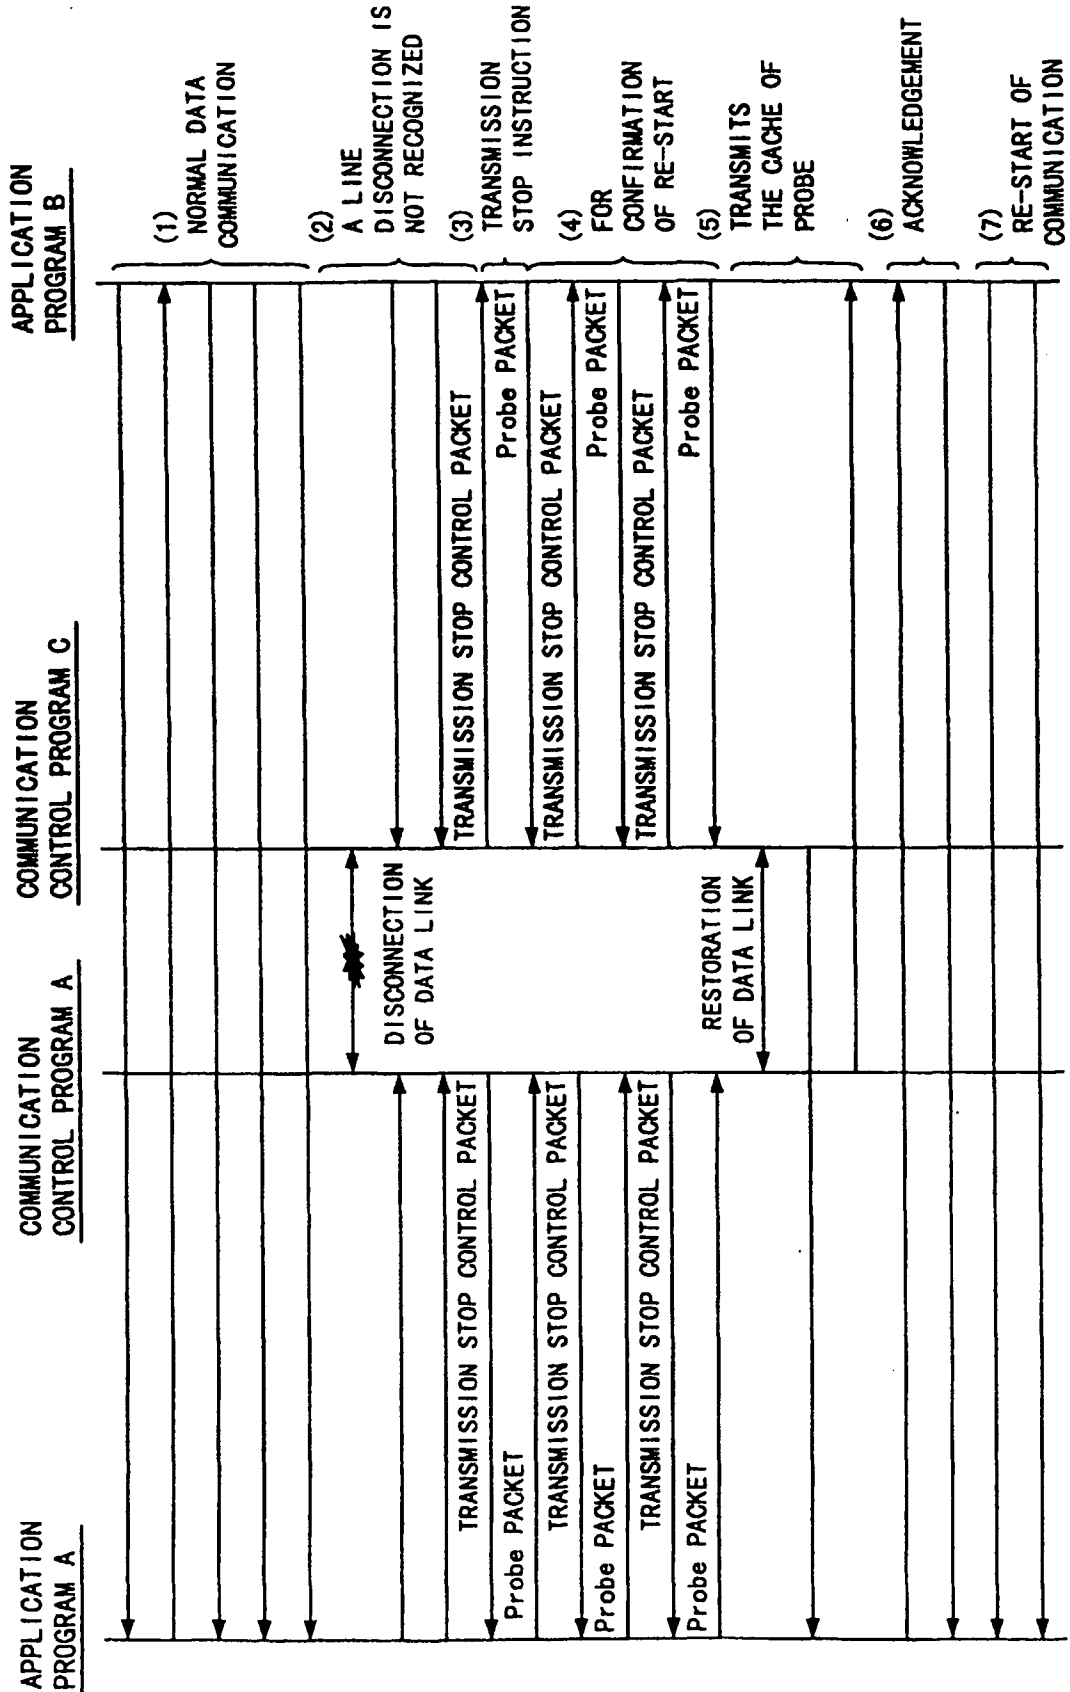 APPLICATION
PROGRAM A
COMMUNICATION
CONTROL PROGRAM A
COMMUNICATION
CONTROL PROGRAM C
APPLICATION
PROGRAM B
(1)
NORMAL DATA
COMMUNICATION
(2)
A LINE
DISCONNECTION IS
NOT RECOGNIZED
DISCONNECTION
OF DATA LINK
(3)
TRANSMISSION
STOP INSTRUCTION
TRANSMISSION STOP CONTROL PACKET
TRANSMISSION STOP CONTROL PACKET
Probe PACKET
Probe PACKET
(4)
FOR
CONFIRMATION
OF RE-START
TRANSMISSION STOP CONTROL PACKET
TRANSMISSION STOP CONTROL PACKET
Probe PACKET
Probe PACKET
TRANSMISSION STOP CONTROL PACKET
TRANSMISSION STOP CONTROL PACKET
Probe PACKET
Probe PACKET
RESTORATION
OF DATA LINK
(5)
TRANSMITS
THE CACHE OF
PROBE
(6)
ACKNOWLEDGEMENT
(7)
RE-START OF
COMMUNICATION